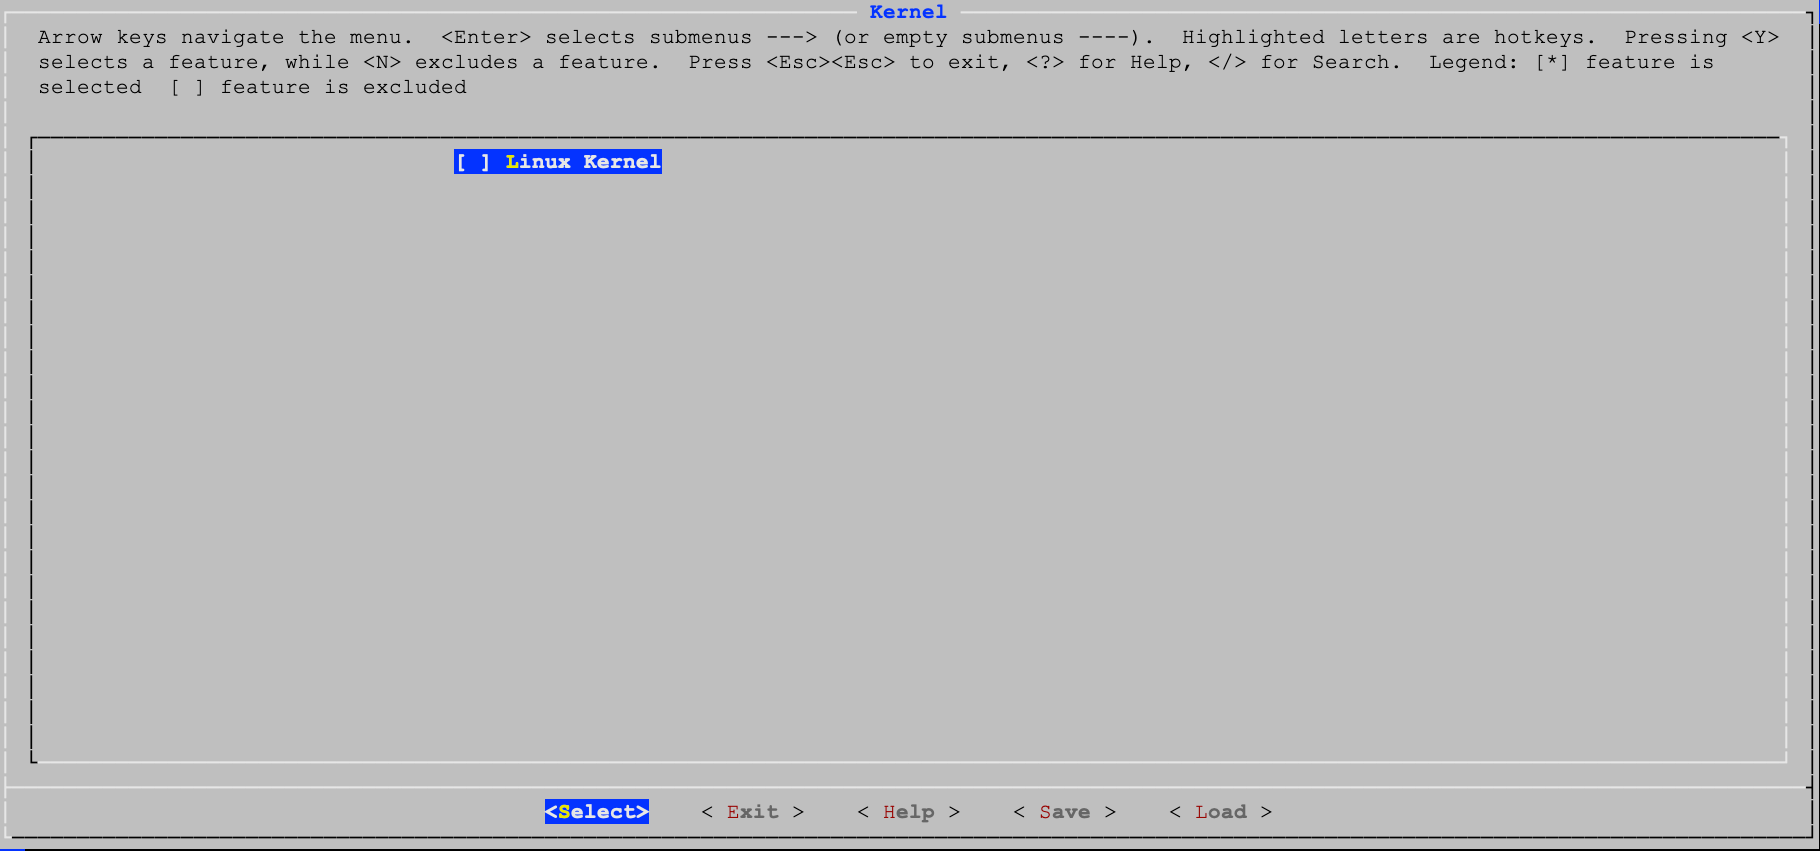 Kernel
Arrow keys navigate the menu.  <Enter> selects submenus ---> (or empty submenus ----).  Highlighted letters are hotkeys.  Pressing <Y>
selects a feature, while <N> excludes a feature.  Press <Esc><Esc> to exit, <?> for Help, </> for Search.  Legend: [*] feature is
selected  [ ] feature is excluded
[ ] Linux Kernel
<Select>    < Exit >    < Help >    < Save >    < Load >